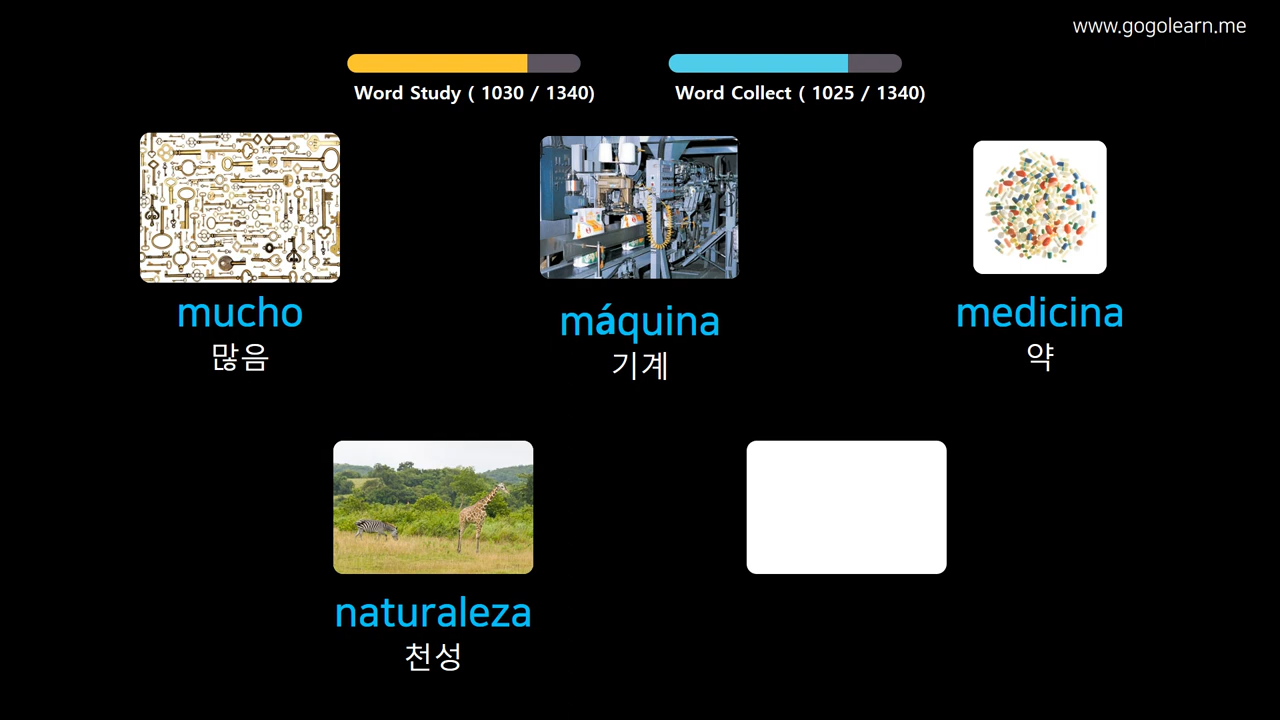 www.gogolearn.me
Word Study ( 1030 / 1340)
Word Collect ( 1025 / 1340)
mucho
많음
máquina
기계
medicina
약
naturaleza
천성